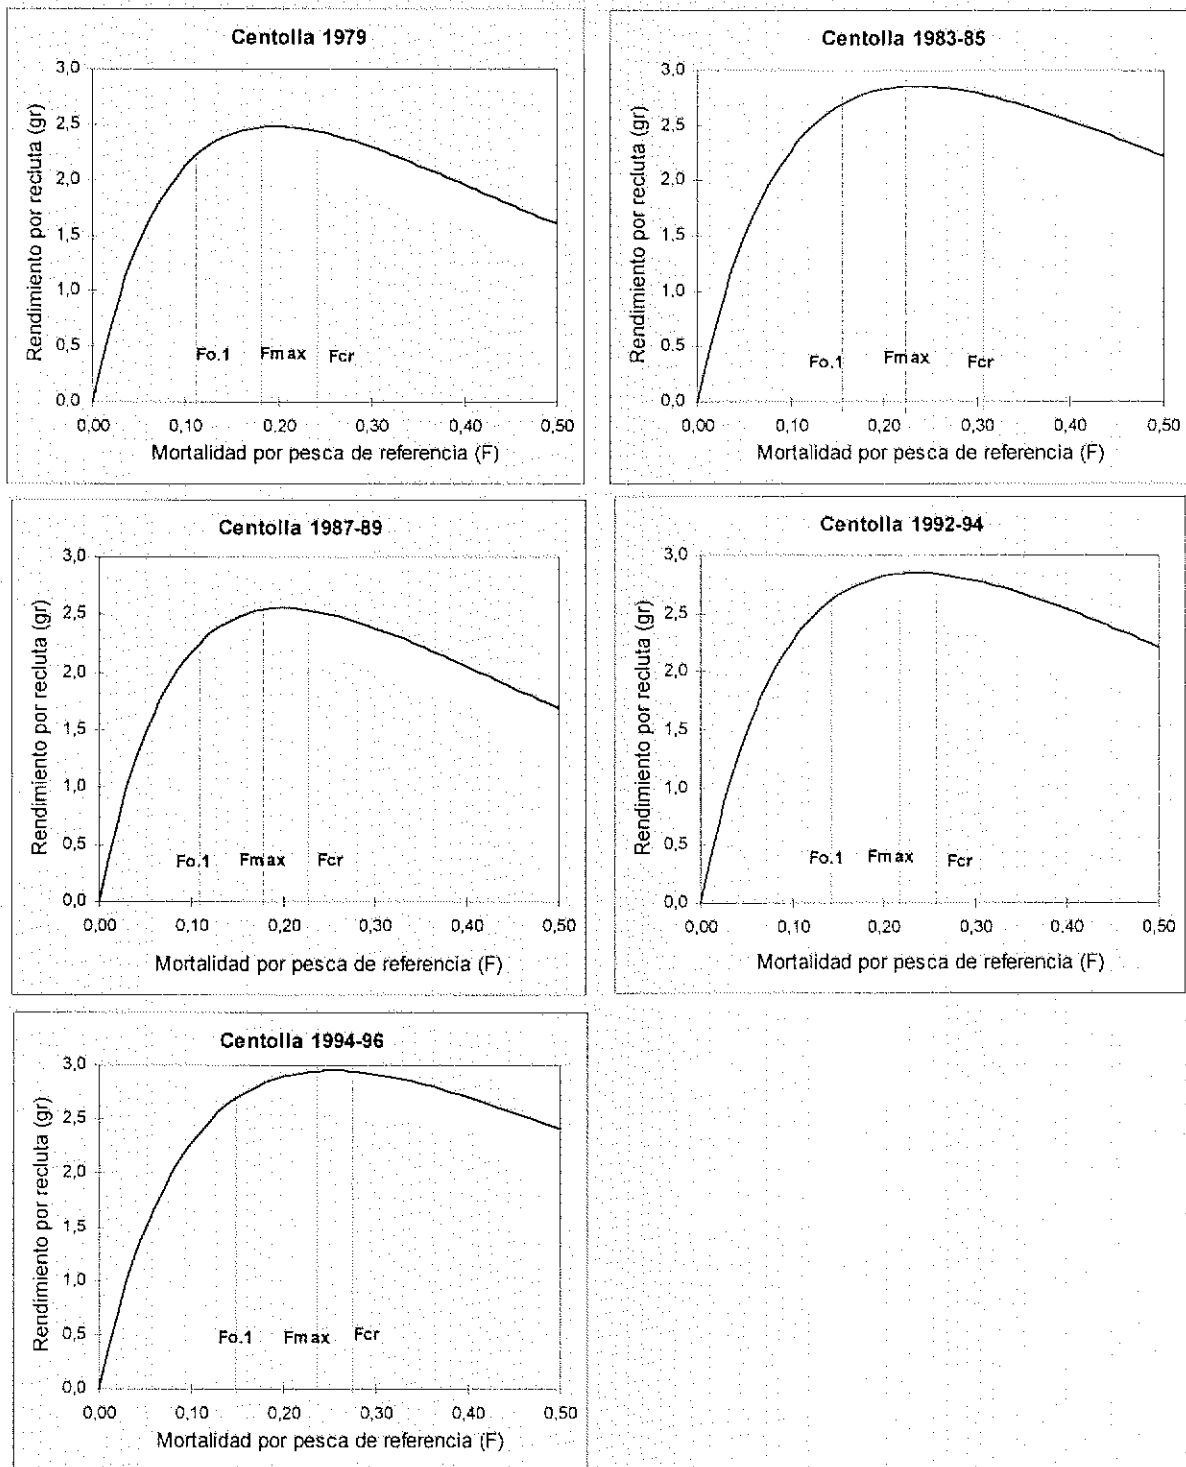 Centolla 1979
Rendimiento por recluta (gr)
3,0
2,5
2,0
1,5
1,0
0,5
0,0
Fo.1 Fmax Fcr
0,00 0,10 0,20 0,30 0,40 0,50
Mortalidad por pesca de referencia (F)
Centolla 1983-85
Rendimiento por recluta (gr)
3,0
2,5
2,0
1,5
1,0
0,5
0,0
Fo.1 Fmax Fcr
0,00 0,10 0,20 0,30 0,40 0,50
Mortalidad por pesca de referencia (F)
Centolla 1987-89
Rendimiento por recluta (gr)
3,0
2,5
2,0
1,5
1,0
0,5
0,0
Fo.1 Fmax Fcr
0,00 0,10 0,20 0,30 0,40 0,50
Mortalidad por pesca de referencia (F)
Centolla 1992-94
Rendimiento por recluta (gr)
3,0
2,5
2,0
1,5
1,0
0,5
0,0
Fo.1 Fmax Fcr
0,00 0,10 0,20 0,30 0,40 0,50
Mortalidad por pesca de referencia (F)
Centolla 1994-96
Rendimiento por recluta (gr)
3,0
2,5
2,0
1,5
1,0
0,5
0,0
Fo.1 Fmax Fcr
0,00 0,10 0,20 0,30 0,40 0,50
Mortalidad por pesca de referencia (F)